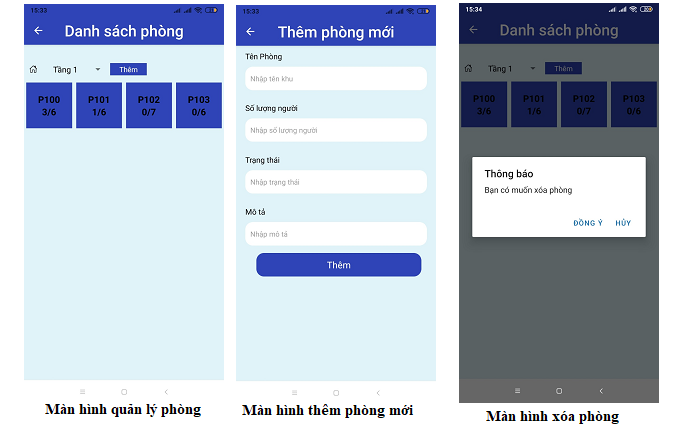 15:33
Danh sách phòng
Tầng 1
Thêm
P100 P101 P102 P103
3/6 1/6 0/7 0/6
Màn hình quản lý phòng
15:33
Thêm phòng mới
Tên Phòng
Nhập tên khu
Số lượng người
Nhập số lượng người
Trạng thái
Nhập trạng thái
Mô tả
Nhập mô tả
Thêm
Màn hình thêm phòng mới
15:34
Danh sách phòng
Tầng 1
Thêm
P100 P101 P102 P103
3/6 1/6 0/7 0/6
Thông báo
Bạn có muốn xóa phòng
ĐỒNG Ý HỦY
Màn hình xóa phòng